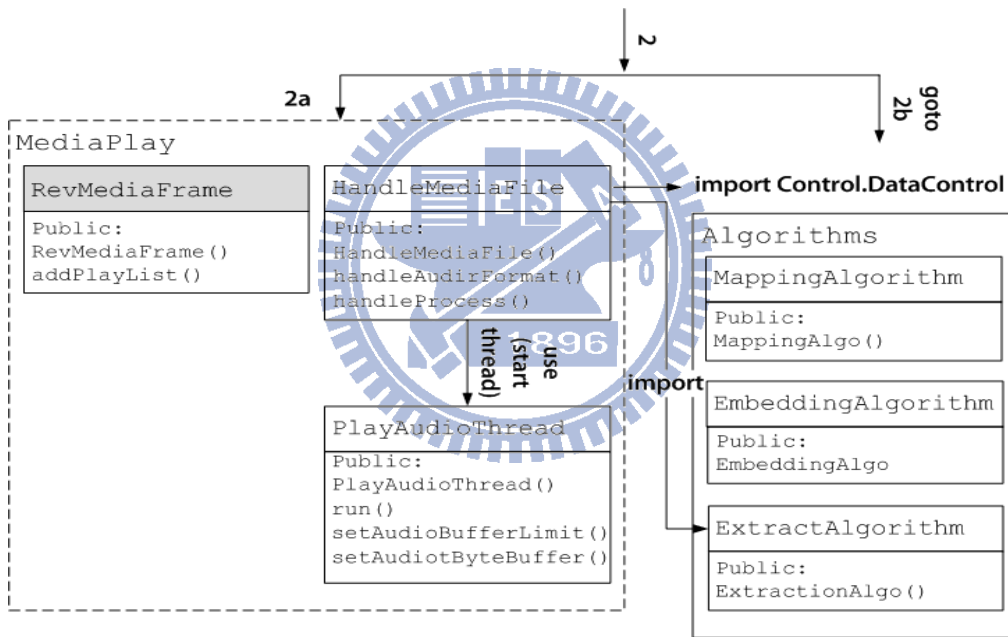 2
2a
goto
2b
MediaPlay
RevMediaFrame
Public:
RevMediaFrame()
addPlayList()
HandleMediaFile
Public:
HandleMediaFile()
handleAudirFormat()
handleProcess()
import Control.DataControl
use
(start
thread)
ES
1896
PlayAudioThread
Public:
PlayAudioThread()
run()
setAudioBufferLimit()
setAudiotByteBuffer()
import
Algorithms
MappingAlgorithm
Public:
MappingAlgo()
EmbeddingAlgorithm
Public:
EmbeddingAlgo
ExtractAlgorithm
Public:
ExtractionAlgo()